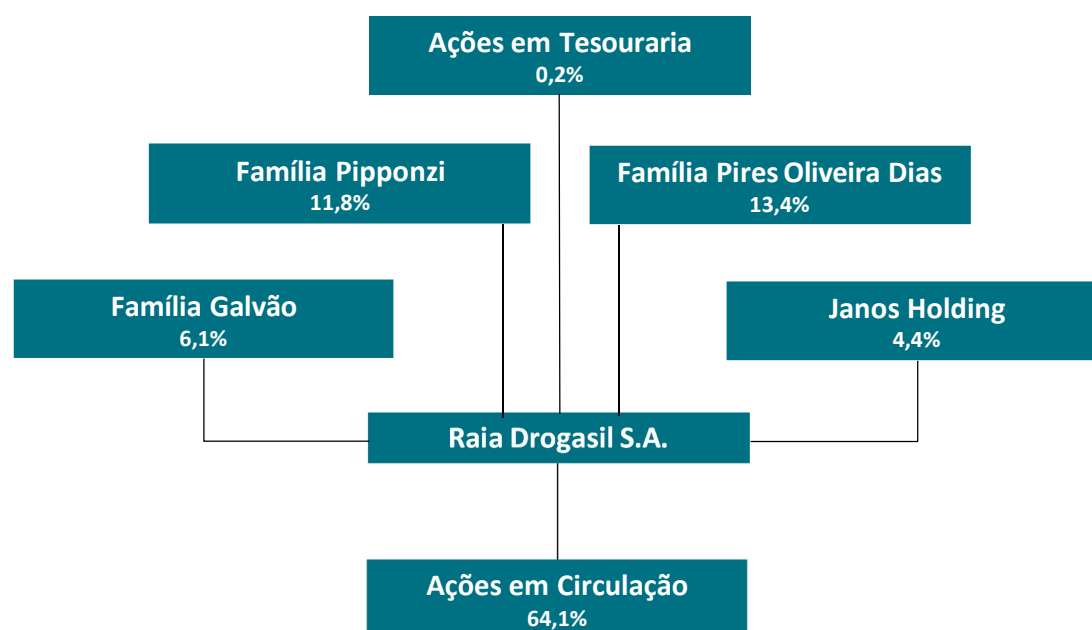 Ações em Tesouraria
0,2%
Família Pipponzi
11,8%
Família Pires Oliveira Dias
13,4%
Família Galvão
6,1%
Janos Holding
4,4%
Raia Drogasil S.A.
Ações em Circulação
64,1%